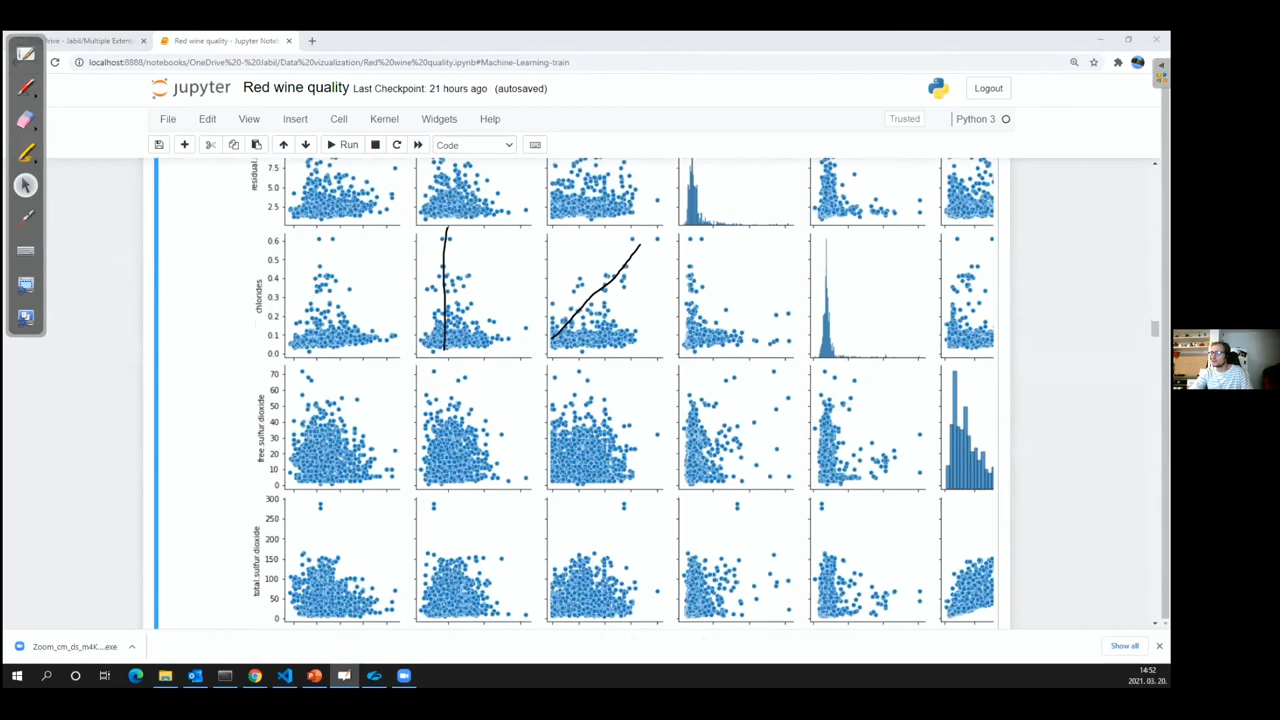 rive - Jabil/Multiple Extent
Red wine quality - Jupyter Note
localhost:8888/notebooks/OneDrive%20-%20Jabil/Data%20vizualization/Red%20wine%20quality.ipynb#Machine-Learning-train
jupyter Red wine quality Last Checkpoint: 21 hours ago (autosaved)
Logout
File Edit View Insert Cell Kernel Widgets Help
Trusted
Python 3
Run
Code
residual.
7.5
5.0
2.5
chlorides
0.6
0.5
0.4
0.3
0.2
0.1
0.0
free.sulfur.dioxide
70
60
50
40
30
20
10
0
total.sulfur.dioxide
300
250
200
150
100
50
0
Zoom_cm_ds_m4K....exe
Show all
14:52
2021. 03. 20.